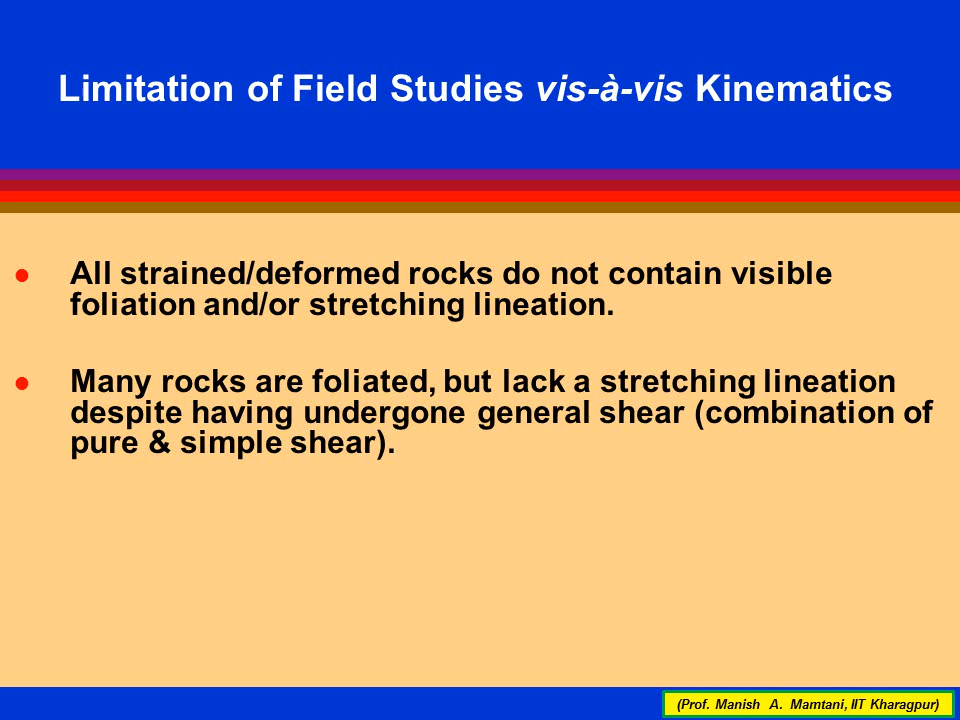 Limitation of Field Studies vis-à-vis Kinematics
● All strained/deformed rocks do not contain visible
foliation and/or stretching lineation.
● Many rocks are foliated, but lack a stretching lineation
despite having undergone general shear (combination of
pure & simple shear).
(Prof. Manish A. Mamtani, IIT Kharagpur)